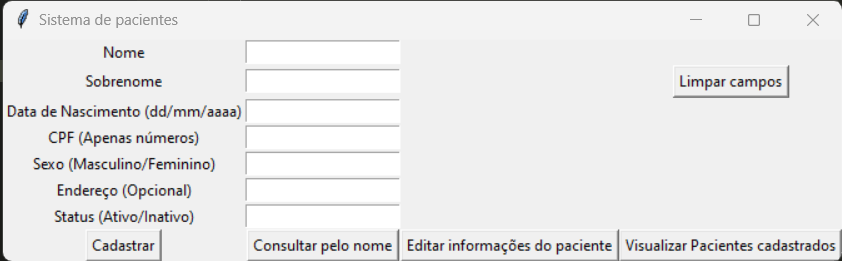 Sistema de pacientes
Nome
Sobrenome
Limpar campos
Data de Nascimento (dd/mm/aaaa)
CPF (Apenas números)
Sexo (Masculino/Feminino)
Endereço (Opcional)
Status (Ativo/Inativo)
Cadastrar Consultar pelo nome Editar informações do paciente Visualizar Pacientes cadastrados